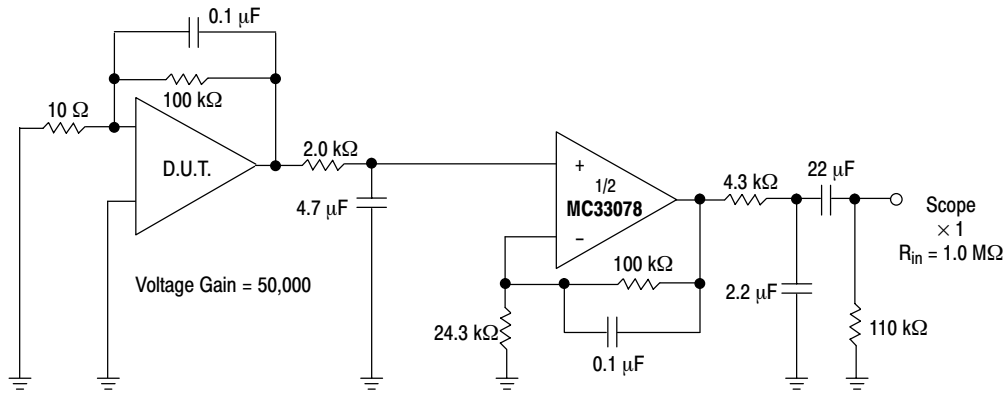 0.1 μF
100 kΩ
10 Ω
D.U.T.
2.0 kΩ
4.7 μF
Voltage Gain = 50,000
+
1/2
MC33078
−
100 kΩ
24.3 kΩ
0.1 μF
4.3 kΩ
22 μF
2.2 μF
110 kΩ
Scope
× 1
Rin = 1.0 MΩ